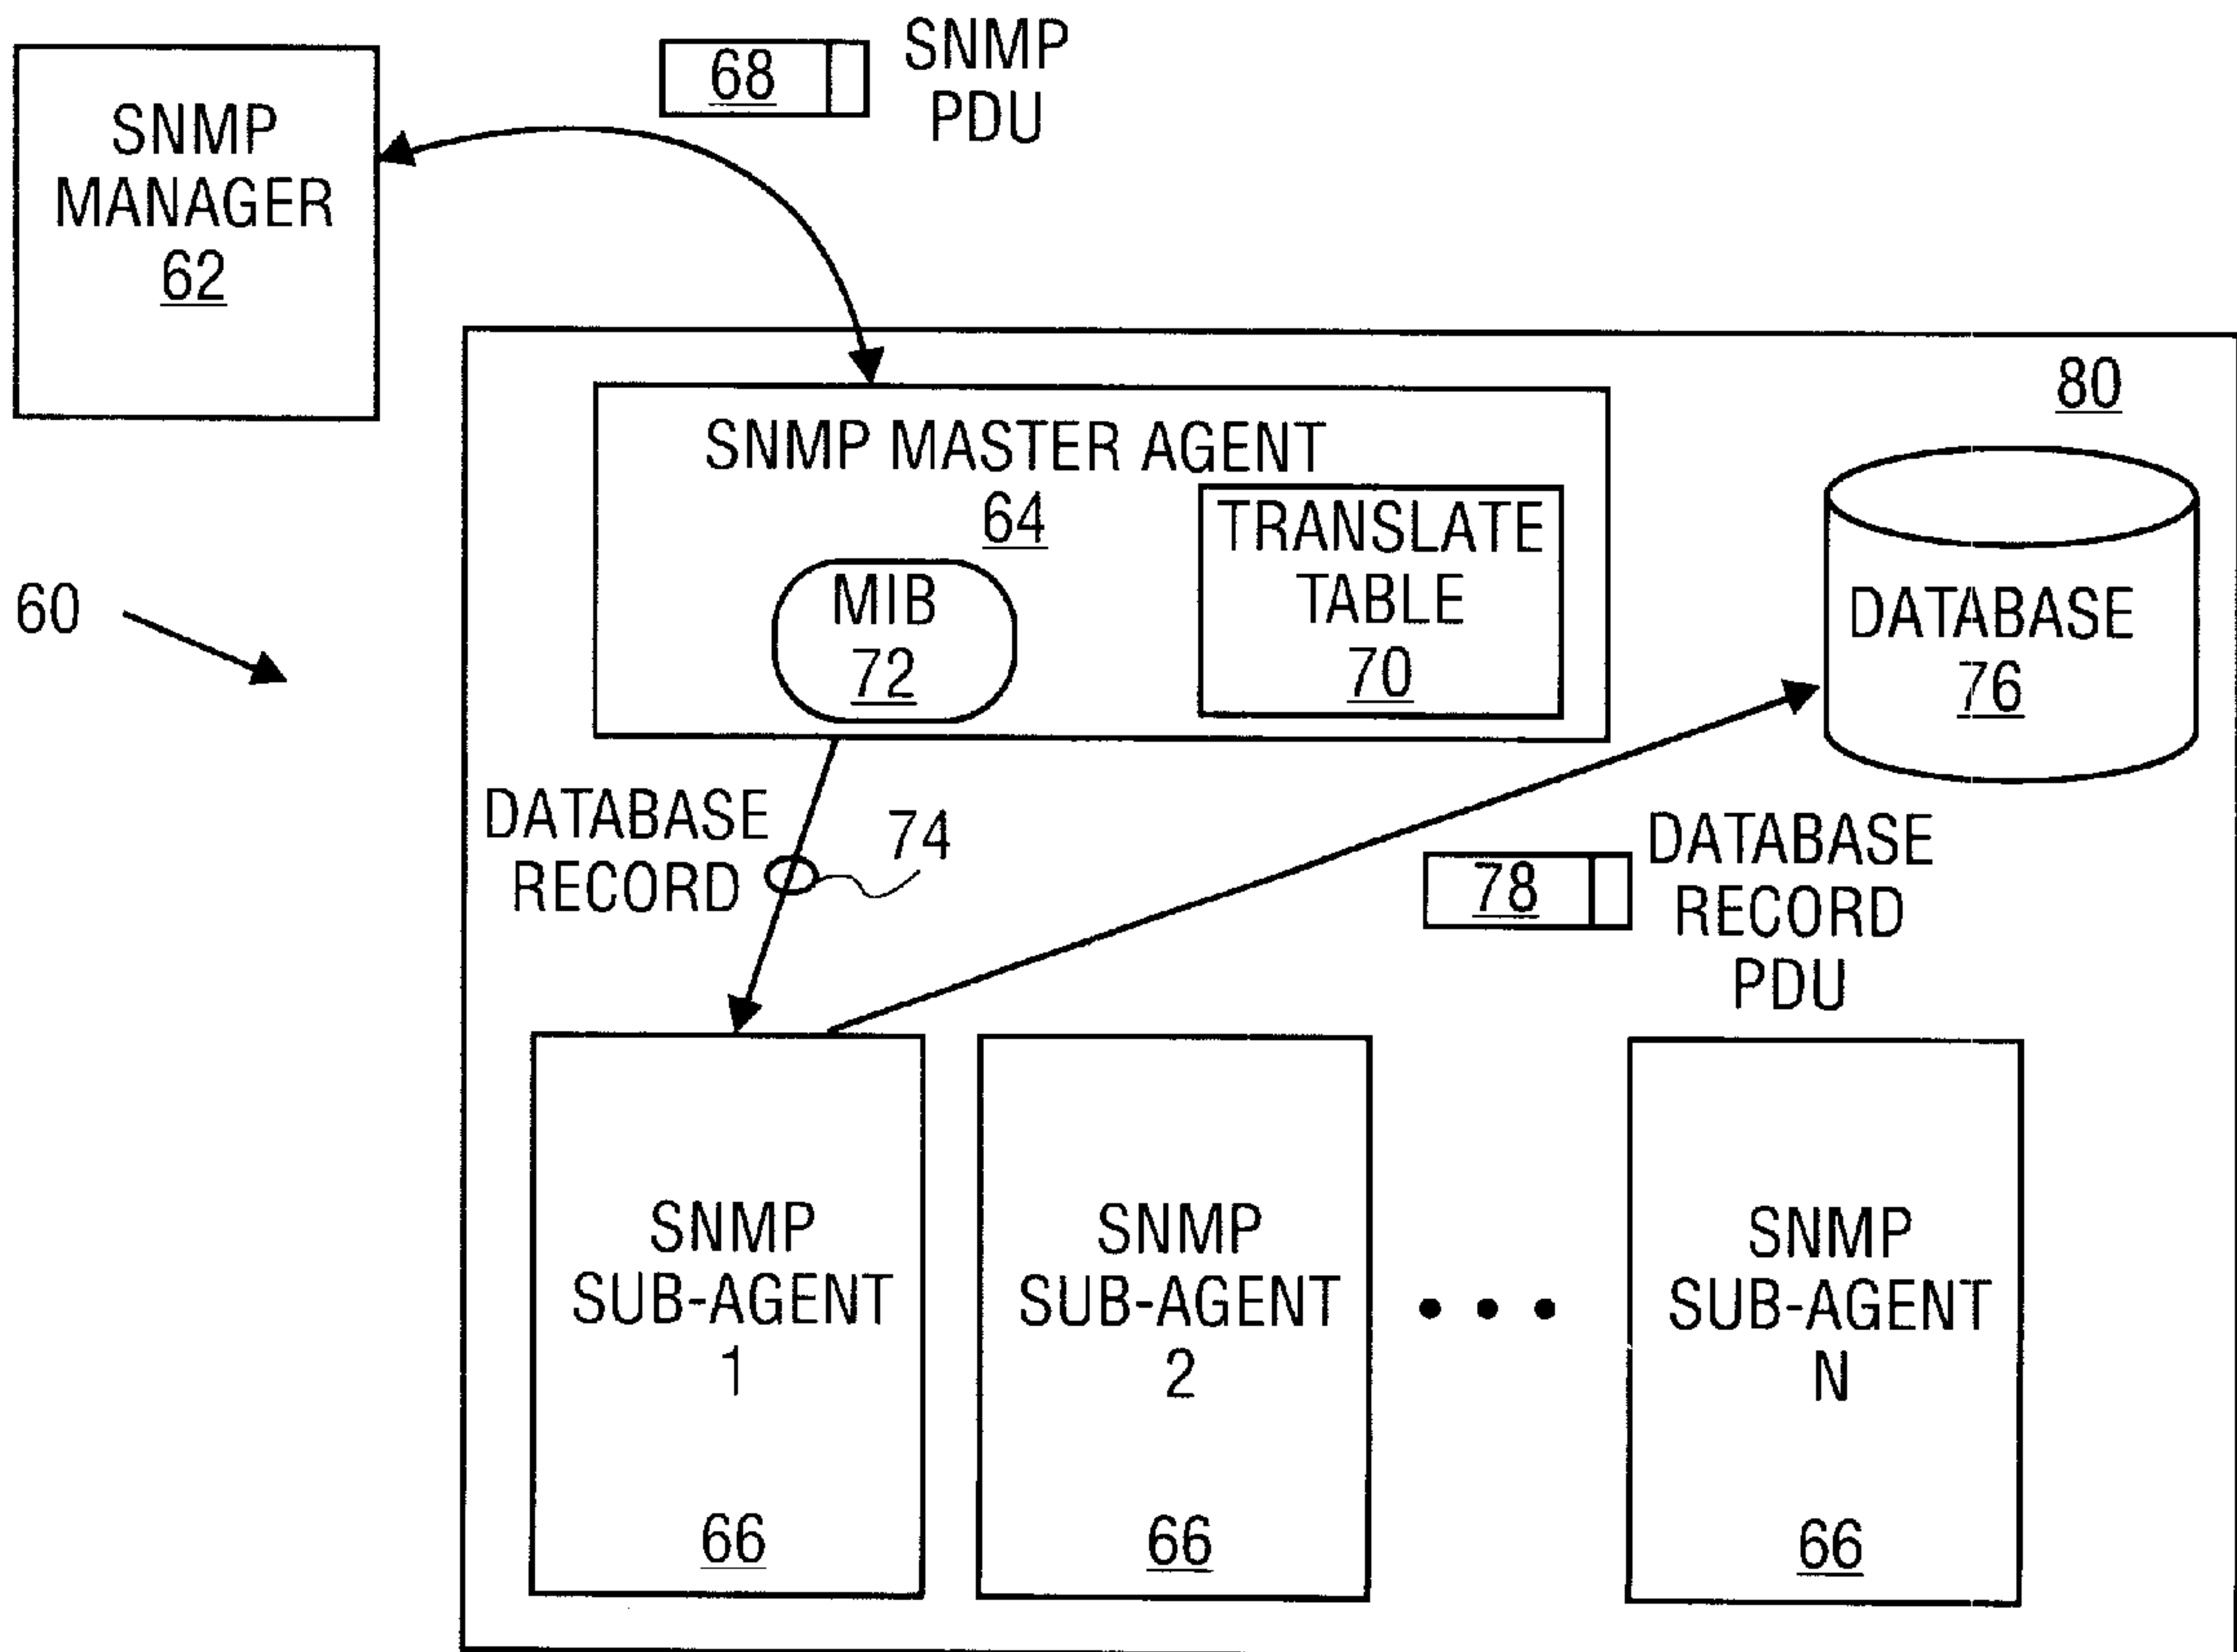 SNMP
MANAGER
62
68
SNMP
PDU
60
80
SNMP MASTER AGENT
64
MIB
72
TRANSLATE
TABLE
70
DATABASE
76
DATABASE
RECORD
74
78
DATABASE
RECORD
PDU
SNMP
SUB-AGENT
1
66
SNMP
SUB-AGENT
2
66
SNMP
SUB-AGENT
N
66